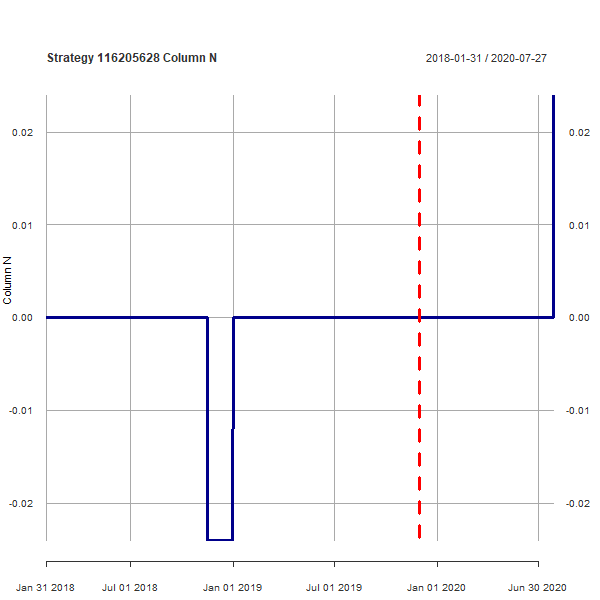 Strategy 116205628 Column N 2018-01-31 / 2020-07-27
0.02 0.02
0.01 0.01
Column N
0.00 0.00
-0.01 -0.01
-0.02 -0.02
Jan 31 2018 Jul 01 2018 Jan 01 2019 Jul 01 2019 Jan 01 2020 Jun 30 2020